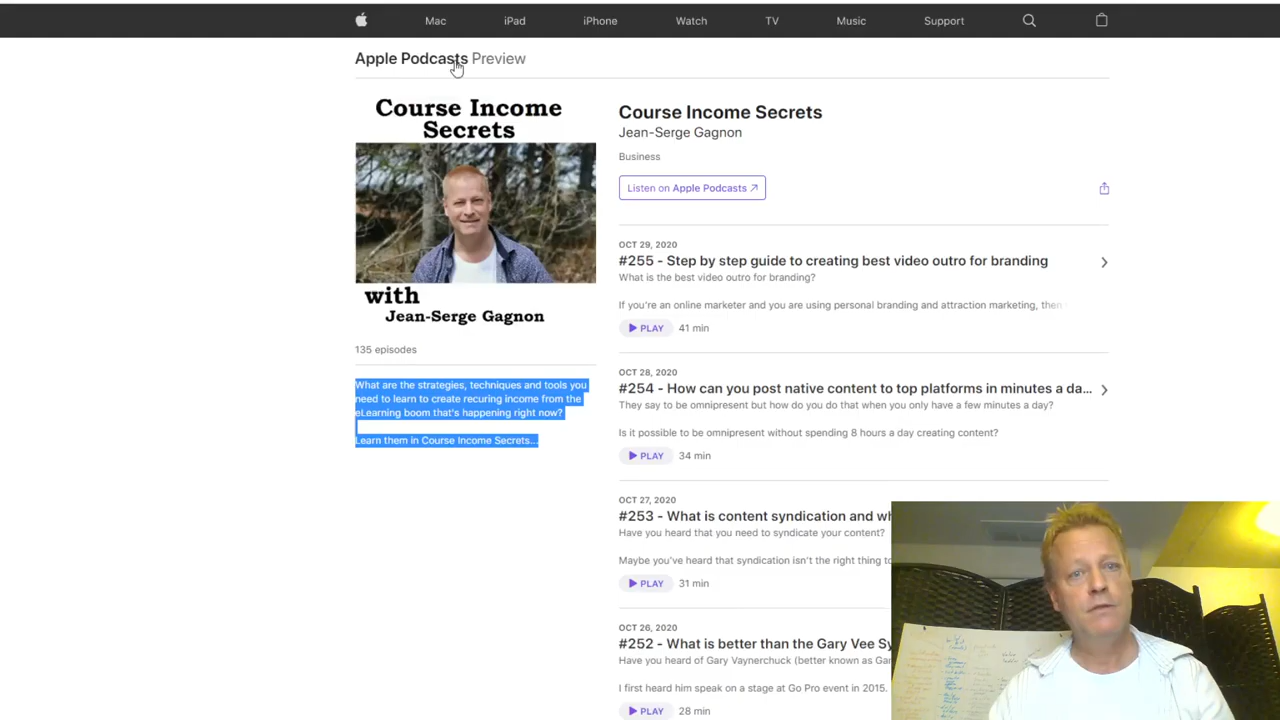 Mac
iPad
iPhone
Watch
TV
Music
Support
Apple Podcasts Preview
Course Income
Secrets
with
Jean-Serge Gagnon
135 episodes
What are the strategies, techniques and tools you
need to learn to create recuring income from the
eLearning boom that's happening right now?
Learn them in Course Income Secrets...
Course Income Secrets
Jean-Serge Gagnon
Business
Listen on Apple Podcasts ↗
OCT 29, 2020
#255 - Step by step guide to creating best video outro for branding
What is the best video outro for branding?
If you're an online marketer and you are using personal branding and attraction marketing, then
PLAY 41 min
OCT 28, 2020
#254 - How can you post native content to top platforms in minutes a da...
They say to be omnipresent but how do you do that when you only have a few minutes a day?
Is it possible to be omnipresent without spending 8 hours a day creating content?
PLAY 34 min
OCT 27, 2020
#253 - What is content syndication and
Have you heard that you need to syndicate your content?
Maybe you've heard that syndication isn't the right thing to
PLAY 31 min
OCT 26, 2020
#252 - What is better than the Gary Vee
Have you heard of Gary Vaynerchuck (better known as
I first heard him speak on a stage at Go Pro event in 2015.
PLAY 28 min